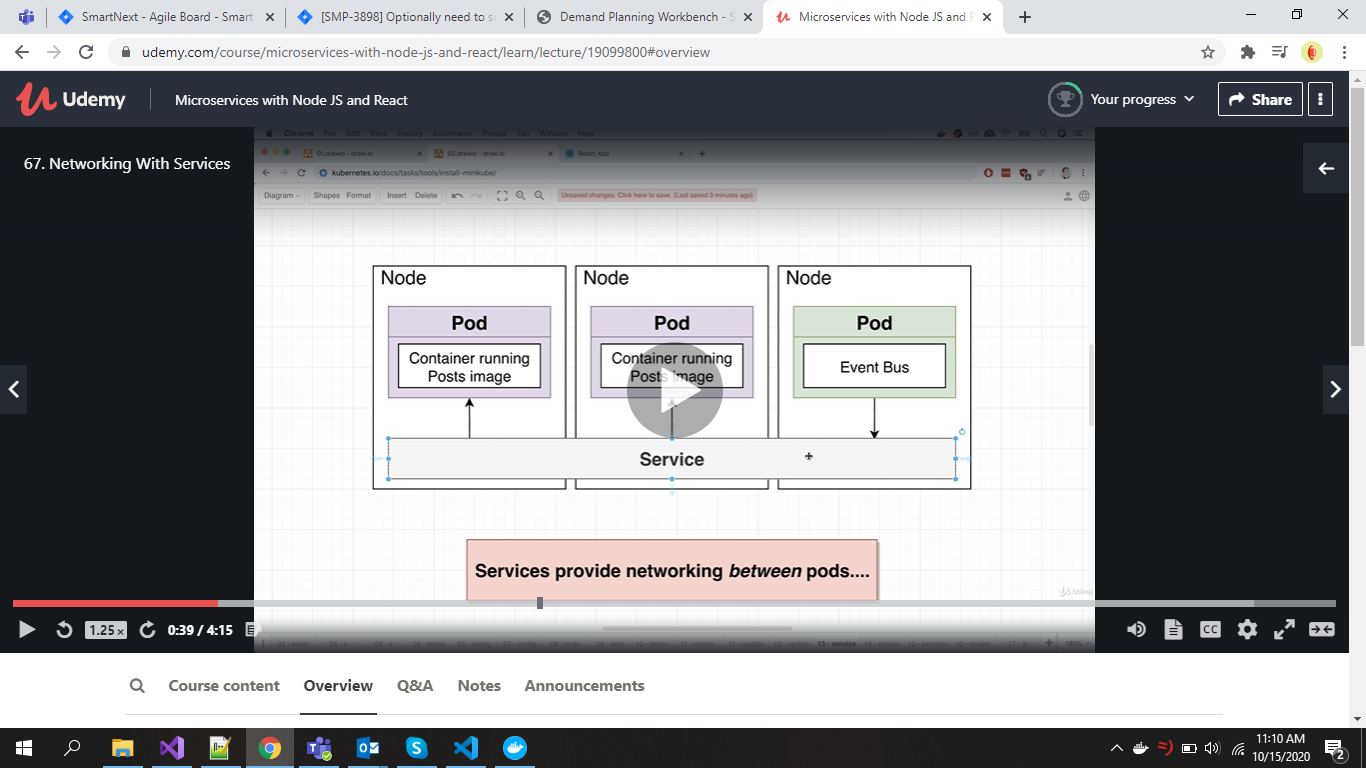 SmartNext - Agile Board - Smart
[SMP-3898] Optionally need to s
Demand Planning Workbench - S
Microservices with Node JS and R
udemy.com/course/microservices-with-node-js-and-react/learn/lecture/19099800#overview
Udemy
Microservices with Node JS and React
Your progress
Share
67. Networking With Services
Chrome File Edit View History Bookmarks People Tab Window Help
01.drawio - draw.io
02.drawio - draw.io
React App
kubernetes.io/docs/tasks/tools/install-minikube/
Diagram Shapes Format Insert Delete
Unsaved changes. Click here to save. (Last saved 3 minutes ago)
Node
Node
Node
Pod
Pod
Pod
Container running
Posts image
Container running
Posts image
Event Bus
Service
Services provide networking between pods....
Udemy
13 - service
1.25x
0:39 / 4:15
CC
Course content
Overview
Q&A
Notes
Announcements
11:10 AM
10/15/2020
2